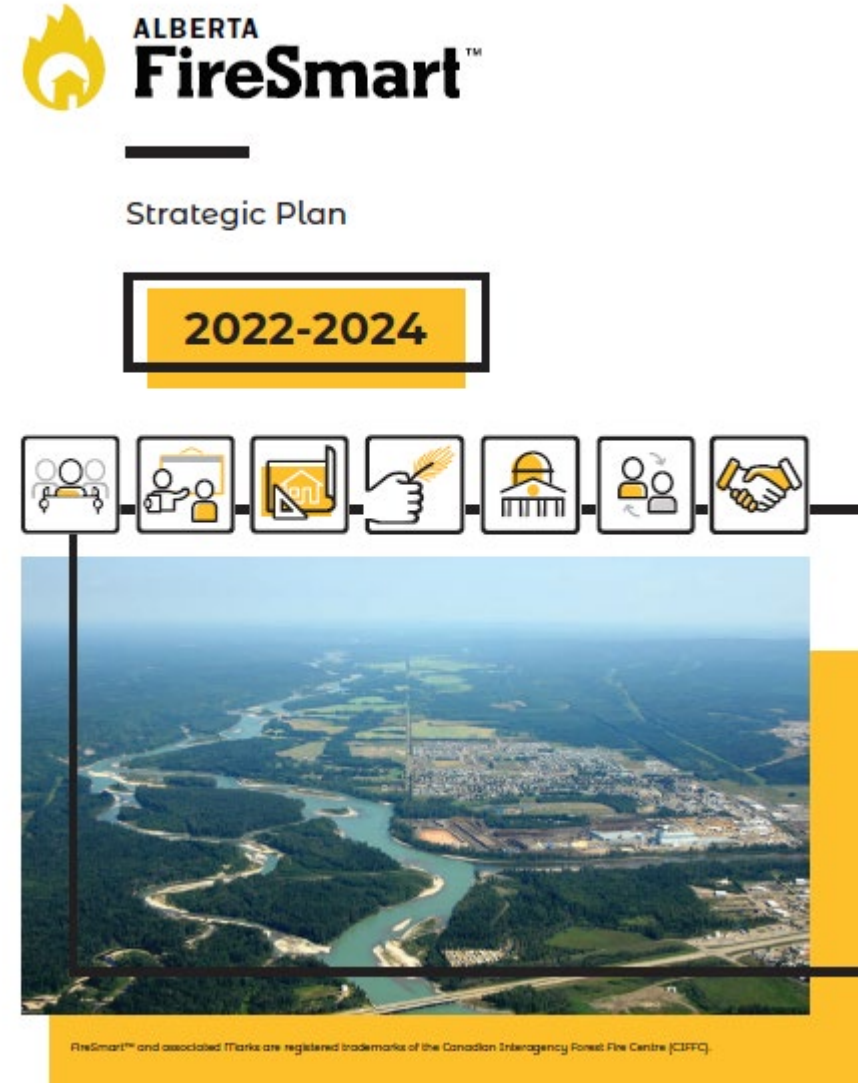 ALBERTA
FireSmart™
Strategic Plan
2022-2024
FireSmart™ and associated Marks are registered trademarks of the Canadian Interagency Forest Fire Centre (CIFFC).